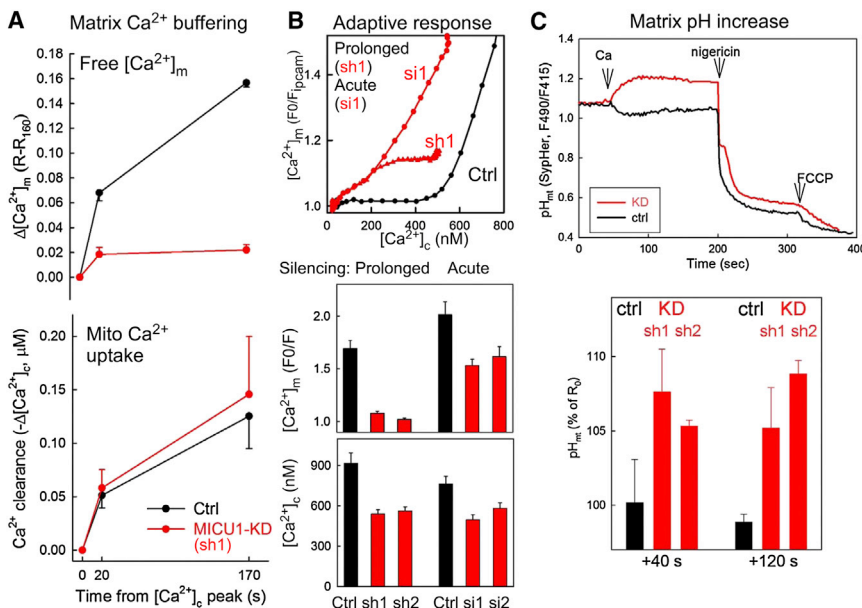 A
Matrix Ca²⁺ buffering
Free [Ca²⁺]ₘ
Δ[Ca²⁺]ₘ (R-R₁₆₀)
0.18
0.16
0.14
0.12
0.10
0.08
0.06
0.04
0.02
0.00
Mito Ca²⁺
uptake
Ca²⁺ clearance (-Δ[Ca²⁺]c, µM)
0.20
0.15
0.10
0.05
0.00
Ctrl
MICU1-KD
(sh1)
0 20 170
Time from [Ca²⁺]c peak (s)
B
Adaptive response
Prolonged
(sh1)
Acute
(si1)
si1
sh1
Ctrl
[Ca²⁺]ₘ (F0/Fipcam)
1.4
1.2
1.0
0 200 400 600 800
[Ca²⁺]c (nM)
Silencing: Prolonged Acute
[Ca²⁺]ₘ (F0/F)
2.0
1.5
1.0
[Ca²⁺]c (nM)
900
600
300
0
Ctrl sh1 sh2 Ctrl si1 si2
C
Matrix pH increase
Ca
nigericin
FCCP
pHmt (SypHer, F490/F415)
1.4
1.2
1.0
0.8
0.6
0.4
KD
ctrl
0 100 200 300 400
Time (sec)
ctrl KD ctrl KD
sh1 sh2 sh1 sh2
pHmt (% of R₀)
110
105
100
+40 s +120 s